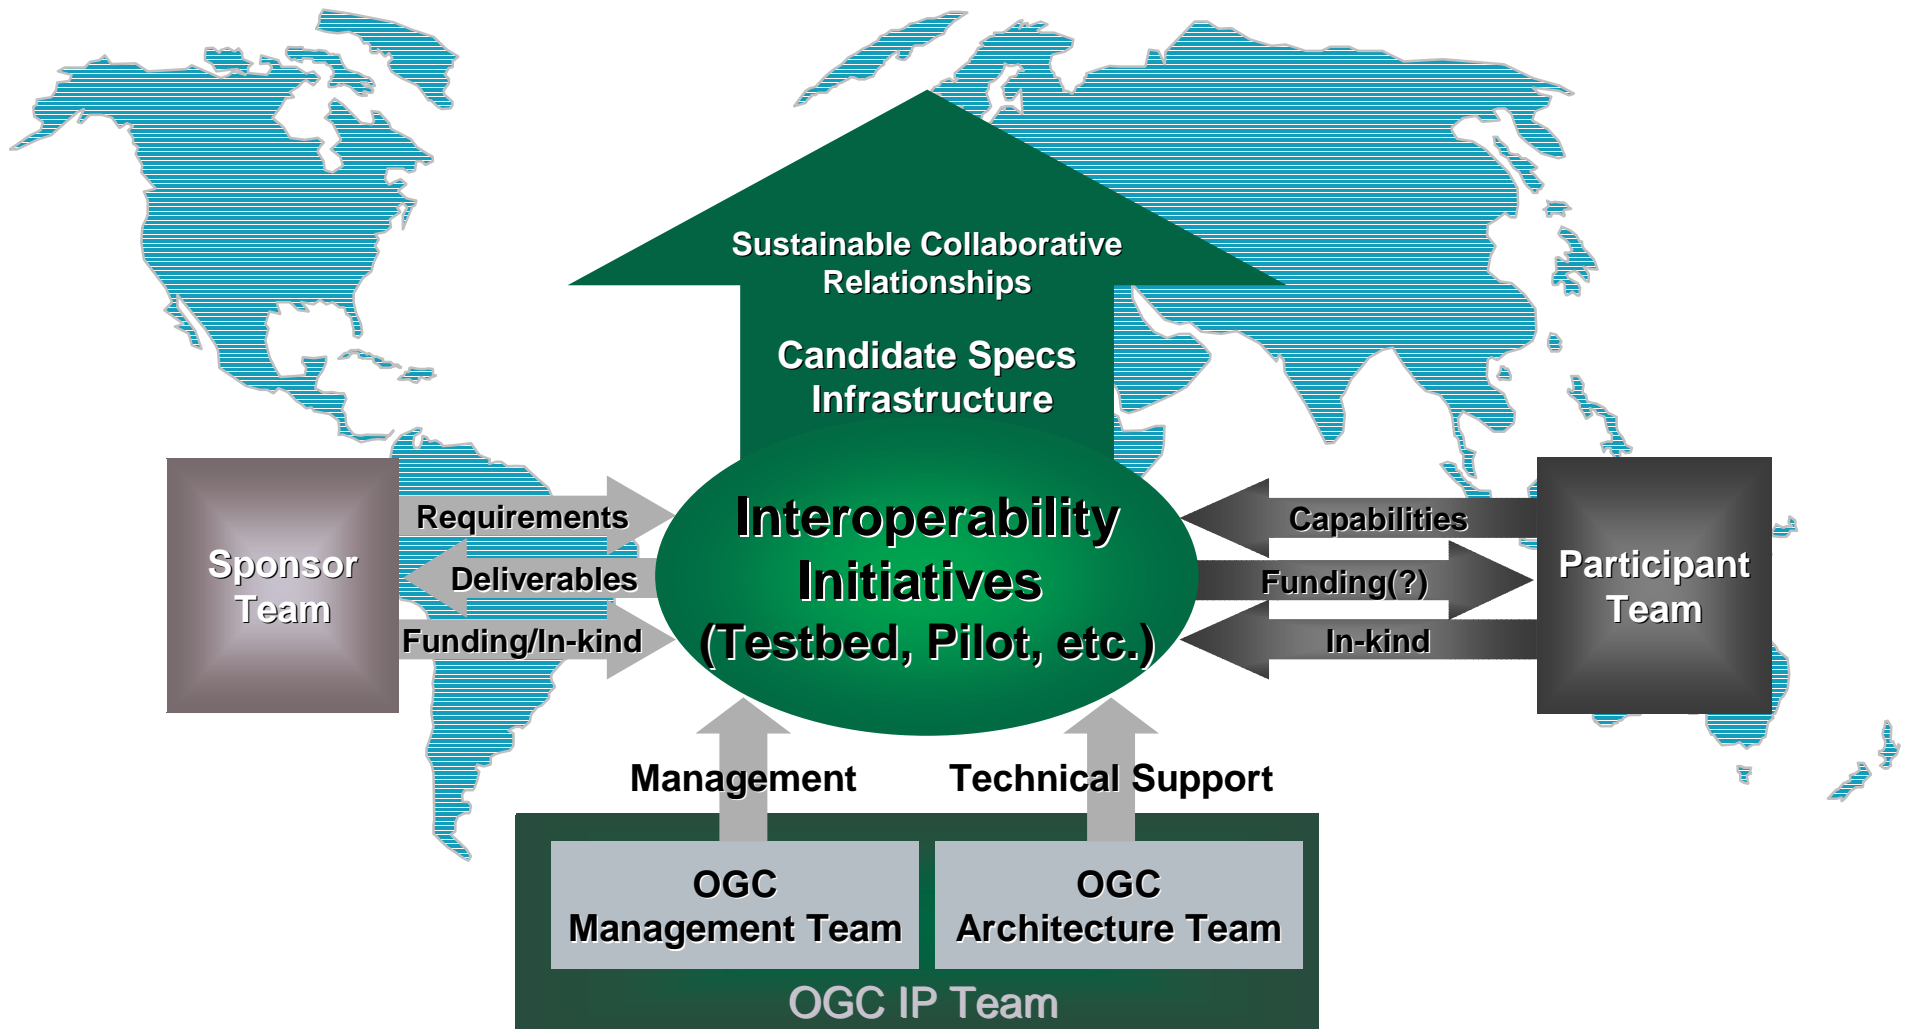 Sustainable Collaborative
Relationships
Candidate Specs
Infrastructure
Interoperability
Initiatives
(Testbed, Pilot, etc.)
Sponsor
Team
Requirements
Deliverables
Funding/In-kind
Capabilities
Funding(?)
In-kind
Participant
Team
Management
Technical Support
OGC
Management Team
OGC
Architecture Team
OGC IP Team